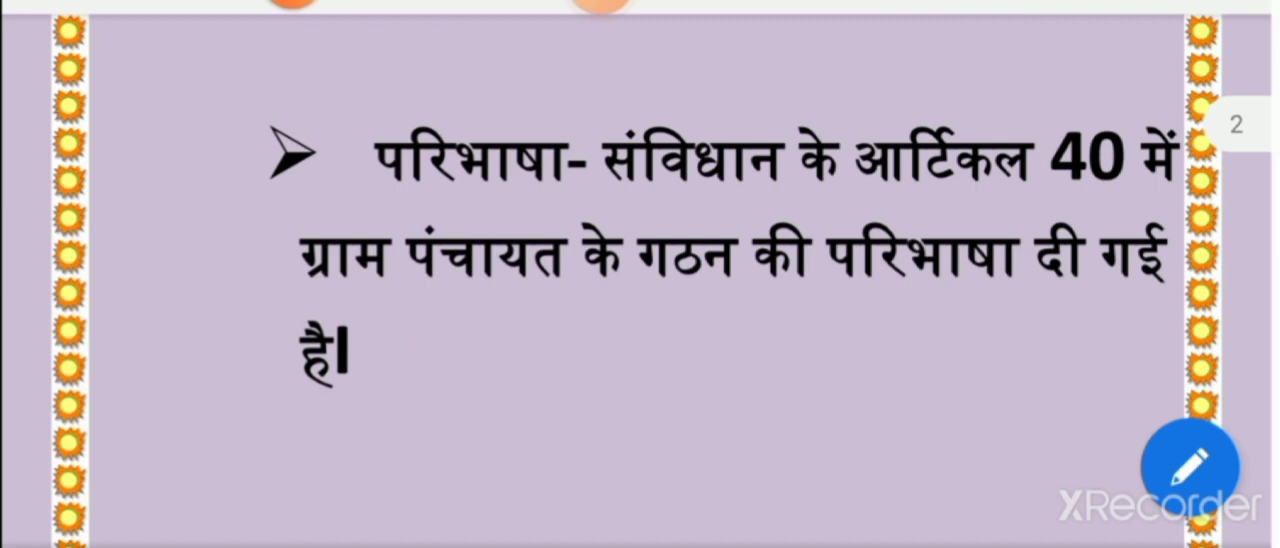 2
➢ परिभाषा- संविधान के आर्टिकल 40 में
ग्राम पंचायत के गठन की परिभाषा दी गई
है।
XRecorder